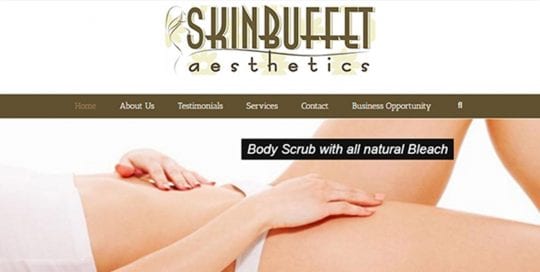 SKINBUFFET
aesthetics
Home About Us Testimonials Services Contact Business Opportunity
Body Scrub with all natural Bleach